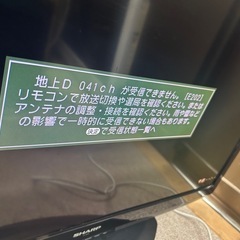 地上D 041ch が受信できません。[E202]
リモコンで放送切換や選局を確認ください。または
アンテナの調整・接続を確認ください。雨や雷など
の影響で一時的に受信できない場合もあります。
決定で受信状態一覧へ
SHARP